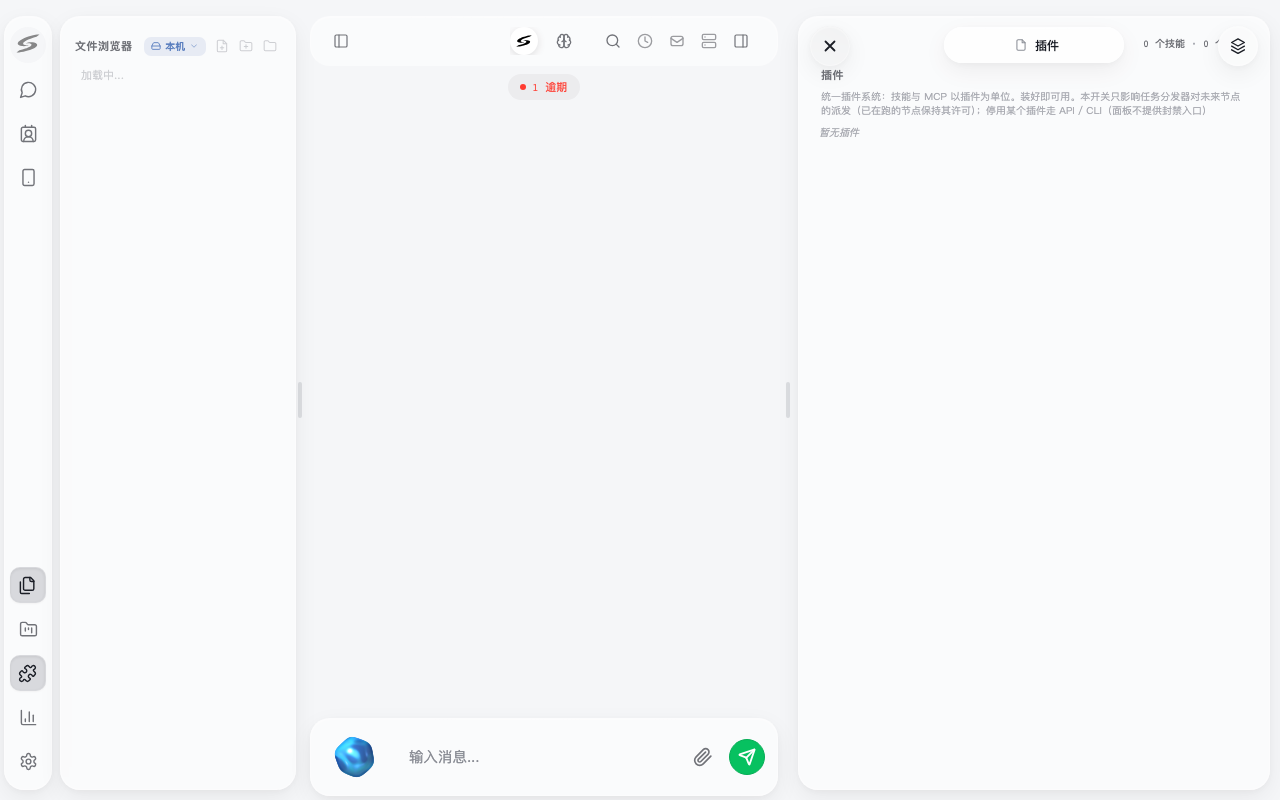 文件浏览器
本机
加载中...
1 逾期
输入消息...
插件
0 个技能 · 0
插件
统一插件系统：技能与 MCP 以插件为单位。装好即可用。本开关只影响任务分发器对未来节点
的派发（已在跑的节点保持其许可）；停用某个插件走 API / CLI（面板不提供封禁入口）
暂无插件